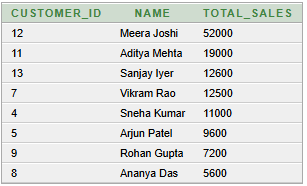 CUSTOMER_ID NAME TOTAL_SALES
12 Meera Joshi 52000
11 Aditya Mehta 19000
13 Sanjay Iyer 12600
7 Vikram Rao 12500
4 Sneha Kumar 11000
5 Arjun Patel 9600
9 Rohan Gupta 7200
8 Ananya Das 5600